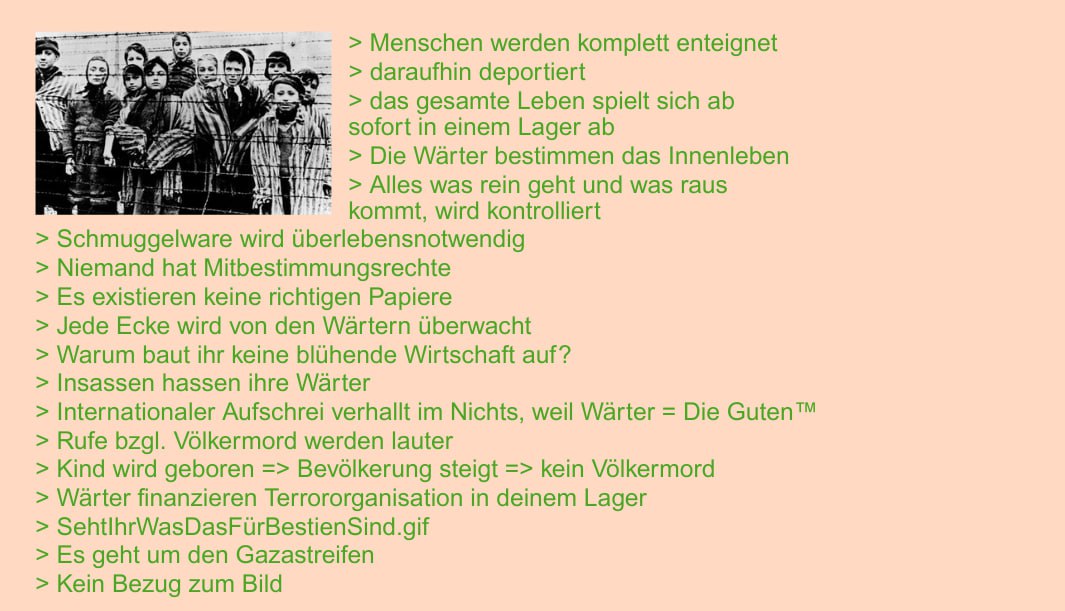 > Menschen werden komplett enteignet
> daraufhin deportiert
> das gesamte Leben spielt sich ab
sofort in einem Lager ab
> Die Wärter bestimmen das Innenleben
> Alles was rein geht und was raus
kommt, wird kontrolliert
> Schmuggelware wird überlebensnotwendig
> Niemand hat Mitbestimmungsrechte
> Es existieren keine richtigen Papiere
> Jede Ecke wird von den Wärtern überwacht
> Warum baut ihr keine blühende Wirtschaft auf?
> Insassen hassen ihre Wärter
> Internationaler Aufschrei verhallt im Nichts, weil Wärter = Die Guten™
> Rufe bzgl. Völkermord werden lauter
> Kind wird geboren => Bevölkerung steigt => kein Völkermord
> Wärter finanzieren Terrororganisation in deinem Lager
> SehtIhrWasDasFürBestienSind.gif
> Es geht um den Gazastreifen
> Kein Bezug zum Bild